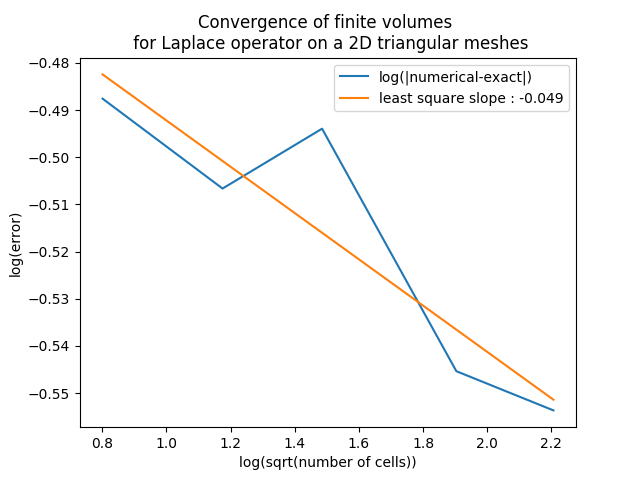 Convergence of finite volumes
for Laplace operator on a 2D triangular meshes
log(|numerical-exact|)
least square slope : -0.049
log(error)
−0.48
−0.49
−0.50
−0.51
−0.52
−0.53
−0.54
−0.55
0.8 1.0 1.2 1.4 1.6 1.8 2.0 2.2
log(sqrt(number of cells))